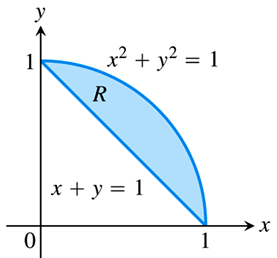 y
x² + y² = 1
1
R
x + y = 1
x
0
1